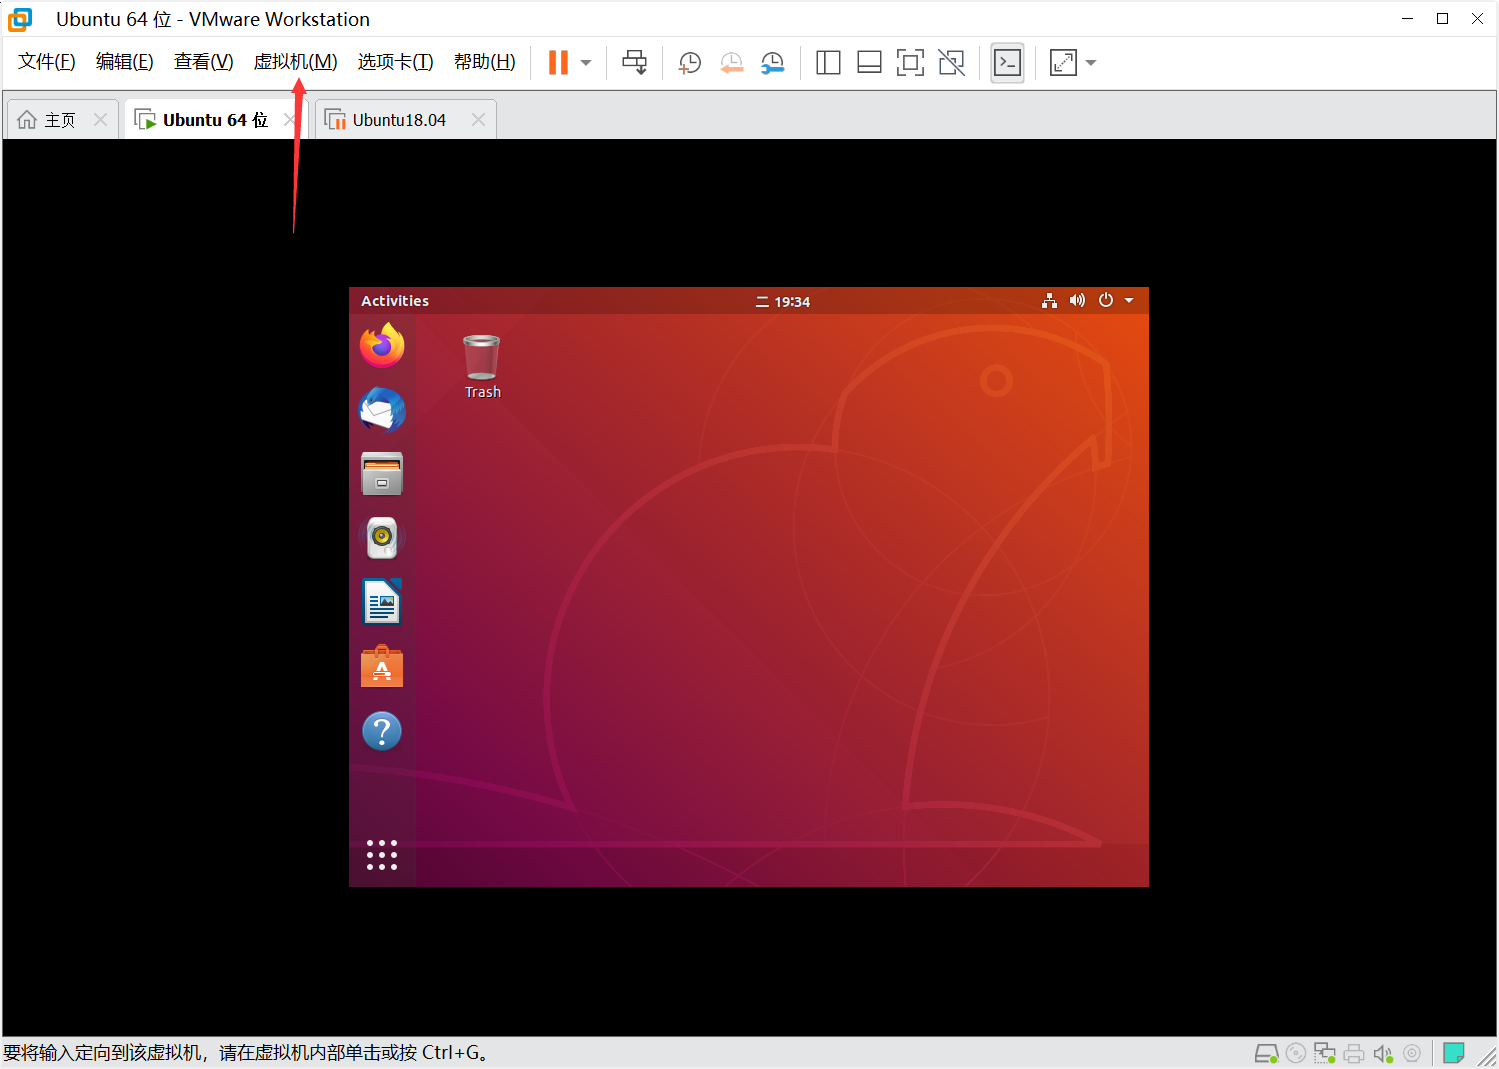 Ubuntu 64 位 - VMware Workstation
文件(F) 编辑(E) 查看(V) 虚拟机(M) 选项卡(T) 帮助(H)
主页 Ubuntu 64 位 Ubuntu18.04
Activities 二 19:34
Trash
要将输入定向到该虚拟机，请在虚拟机内部单击或按 Ctrl+G。